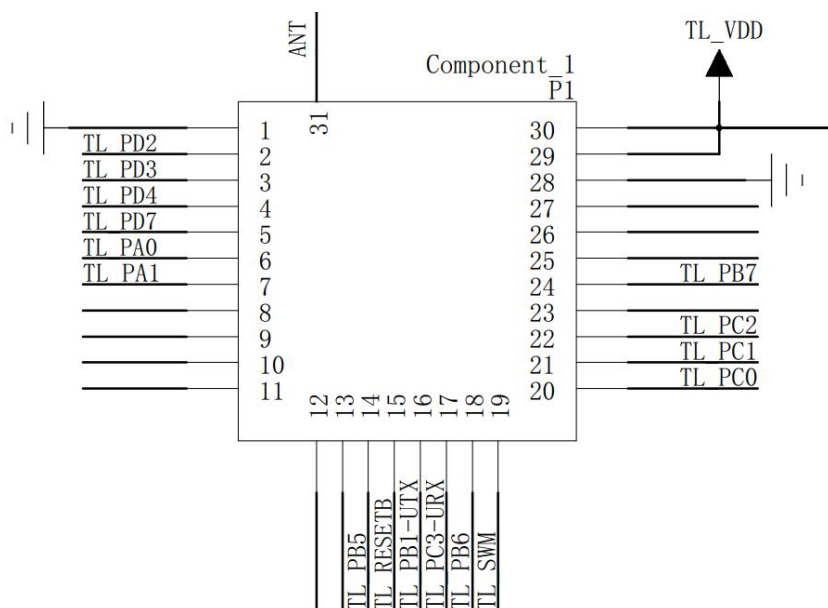 ANT
TL_VDD
Component_1
P1
31
1 30
TL_PD2
2 29
TL_PD3
3 28
TL_PD4
4 27
TL_PD7
5 26
TL_PA0
6 25
TL_PA1 TL_PB7
7 24
8 23
TL_PC2
9 22
TL_PC1
10 21
TL_PC0
11 20
12 13 14 15 16 17 18 19
TL_PB5
TL_RESETB
TL_PB1-UTX
TL_PC3-URX
TL_PB6
TL_SWM